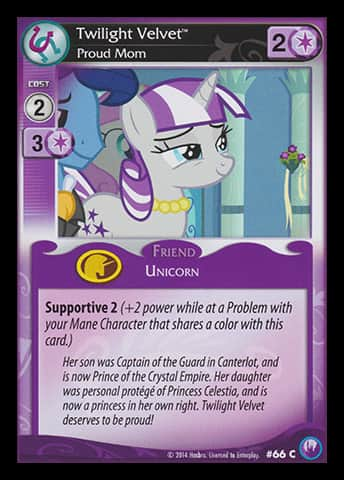 Twilight Velvet™
Proud Mom
2
COST
2
3
FRIEND
UNICORN
Supportive 2 (+2 power while at a Problem with
your Mane Character that shares a color with this
card.)
Her son was Captain of the Guard in Canterlot, and
is now Prince of the Crystal Empire. Her daughter
was personal protégé of Princess Celestia, and is
now a princess in her own right. Twilight Velvet
deserves to be proud!
© 2014 Hasbro. Licensed to Enterplay.
#66 C